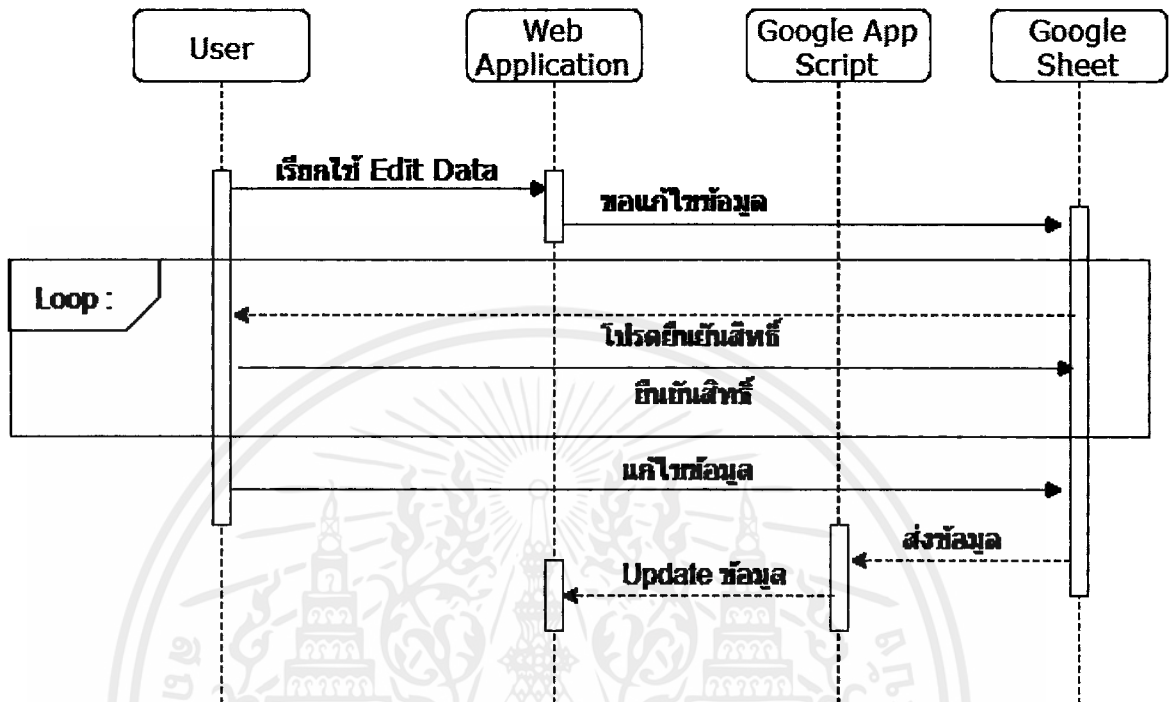 User
Web
Application
Google App
Script
Google
Sheet
เรียกใช้ Edit Data
ขอแก้ไขข้อมูล
Loop :
โปรดยืนยันสิทธิ์
ยืนยันสิทธิ์
แก้ไขข้อมูล
ส่งข้อมูล
Update ข้อมูล